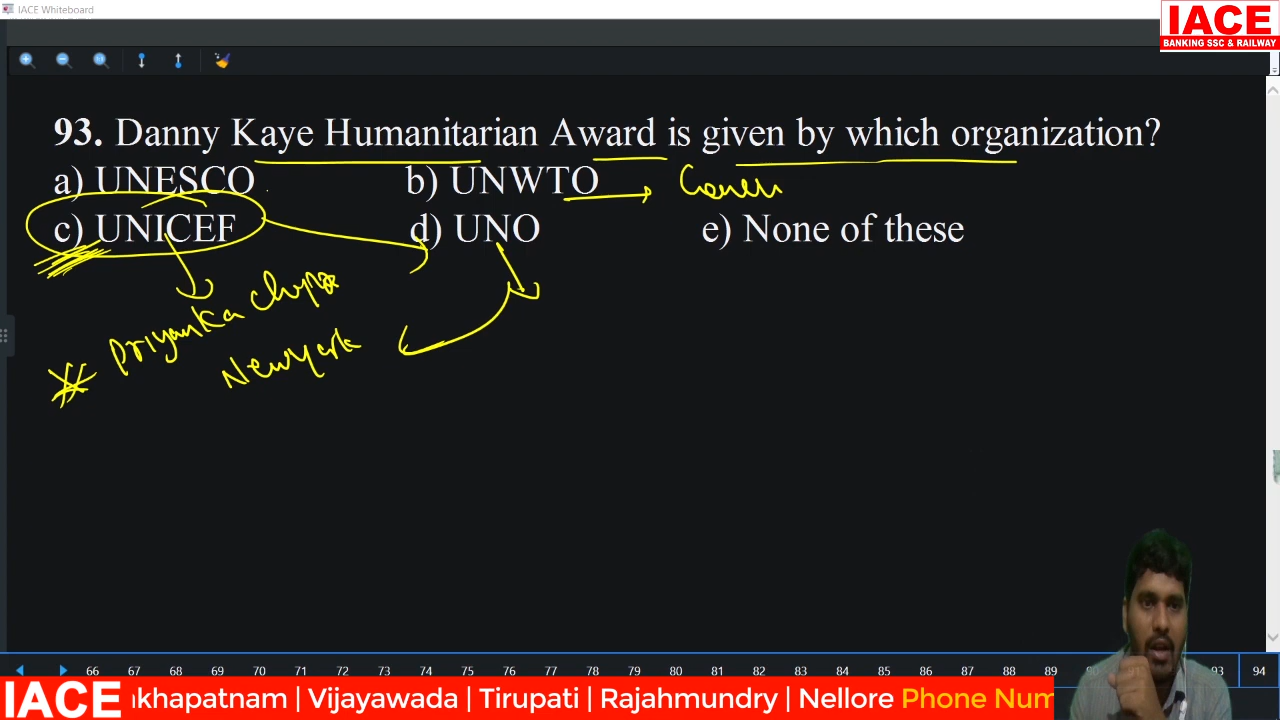 IACE Whiteboard
IACE
BANKING SSC & RAILWAY
93. Danny Kaye Humanitarian Award is given by which organization?
a) UNESCO b) UNWTO
c) UNICEF d) UNO e) None of these
Priyanka
Newyork
66 67 68 69 70 71 72 73 74 75 76 77 78 79 80 81 82 83 84 85 86 87 88 89 93 94
IACE khapatnam | Vijayawada | Tirupati | Rajahmundry | Nellore Phone Num